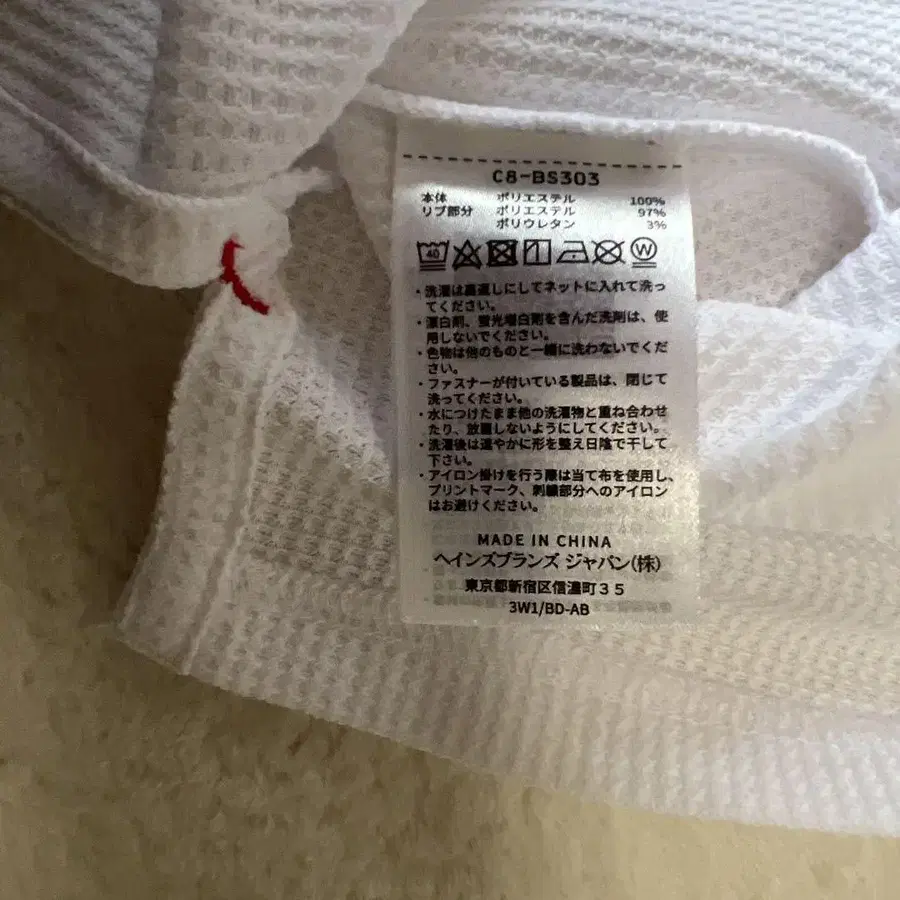 C8-BS303
本体 ポリエステル 100%
リブ部分 ポリエステル 97%
ポリウレタン 3%
40 W
・洗濯は裏返しにしてネットに入れて洗っ
てください。
・漂白剤、蛍光増白剤を含んだ洗剤は、使
用しないでください。
・色物は他のものと一緒に洗わないでくだ
さい。
・ファスナーが付いている製品は、閉じて
洗ってください。
・水につけたまま他の洗濯物と重ね合わせ
たり、放置しないようにしてください。
・洗濯後は速やかに形を整え日陰で干して
下さい。
・アイロン掛けを行う際は当て布を使用し、
プリントマーク、刺繍部分へのアイロン
はお避けください。
MADE IN CHINA
ヘインズブランズ ジャパン(株)
東京都新宿区信濃町35
3W1/BD-AB